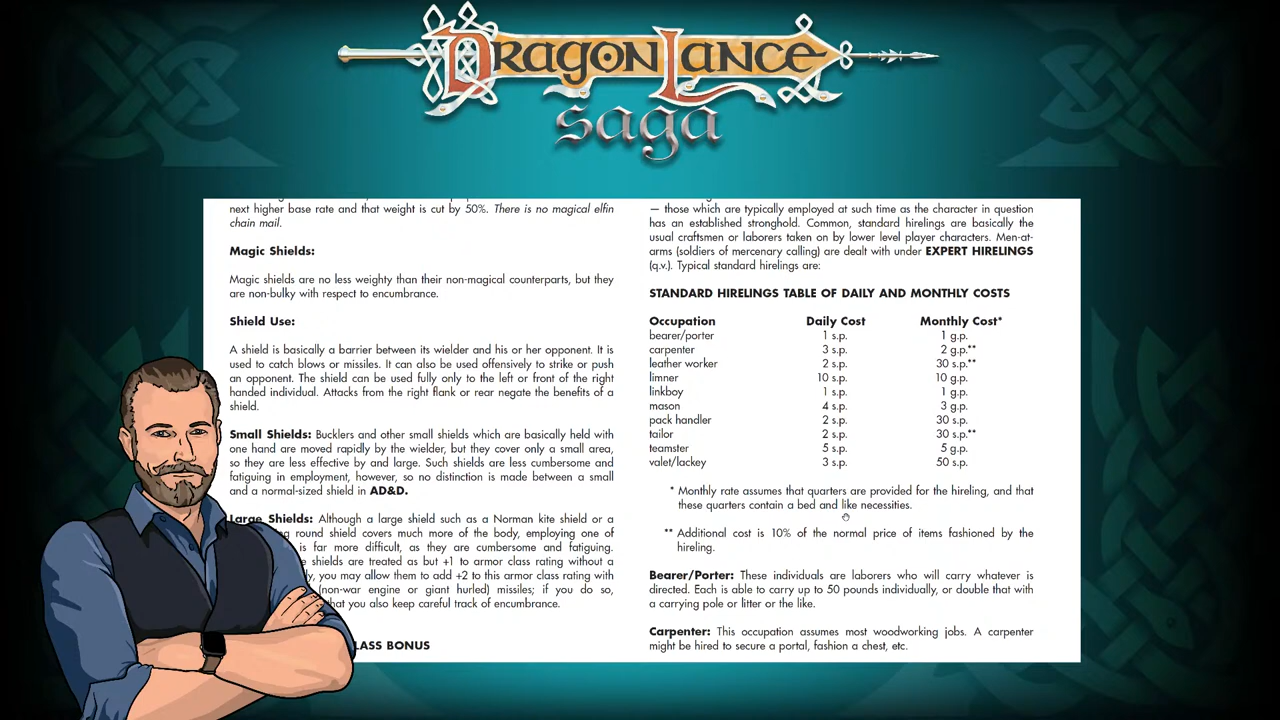 DRAGONLANCE
saga
next higher base rate and that weight is cut by 50%. There is no magical elfin
chain mail.
Magic Shields:
Magic shields are no less weighty than their non-magical counterparts, but they
are non-bulky with respect to encumbrance.
Shield Use:
A shield is basically a barrier between its wielder and his or her opponent. It is
used to catch blows or missiles. It can also be used offensively to strike or push
an opponent. The shield can be used fully only to the left or front of the right
handed individual. Attacks from the right flank or rear negate the benefits of a
shield.
Small Shields: Bucklers and other small shields which are basically held with
one hand are moved rapidly by the wielder, but they cover only a small area,
so they are less effective by and large. Such shields are less cumbersome and
fatiguing in employment, however, so no distinction is made between a small
and a normal-sized shield in AD&D.
Large Shields: Although a large shield such as a Norman kite shield or a
round shield covers much more of the body, employing one of
is far more difficult, as they are cumbersome and fatiguing.
shields are treated as but +1 to armor class rating without a
you may allow them to add +2 to this armor class rating with
(non-war engine or giant hurled) missiles; if you do so,
that you also keep careful track of encumbrance.
LASS BONUS
— those which are typically employed at such time as the character in question
has an established stronghold. Common, standard hirelings are basically the
usual craftsmen or laborers taken on by lower level player characters. Men-at-
arms (soldiers of mercenary calling) are dealt with under EXPERT HIRELINGS
(q.v.). Typical standard hirelings are:
STANDARD HIRELINGS TABLE OF DAILY AND MONTHLY COSTS
Occupation Daily Cost Monthly Cost*
bearer/porter 1 s.p. 1 g.p.
carpenter 3 s.p. 2 g.p.**
leather worker 2 s.p. 30 s.p.**
limner 10 s.p. 10 g.p.
linkboy 1 s.p. 1 g.p.
mason 4 s.p. 3 g.p.
pack handler 2 s.p. 30 s.p.
tailor 2 s.p. 30 s.p.**
teamster 5 s.p. 5 g.p.
valet/lackey 3 s.p. 50 s.p.
* Monthly rate assumes that quarters are provided for the hireling, and that
these quarters contain a bed and like necessities.
** Additional cost is 10% of the normal price of items fashioned by the
hireling.
Bearer/Porter: These individuals are laborers who will carry whatever is
directed. Each is able to carry up to 50 pounds individually, or double that with
a carrying pole or litter or the like.
Carpenter: This occupation assumes most woodworking jobs. A carpenter
might be hired to secure a portal, fashion a chest, etc.